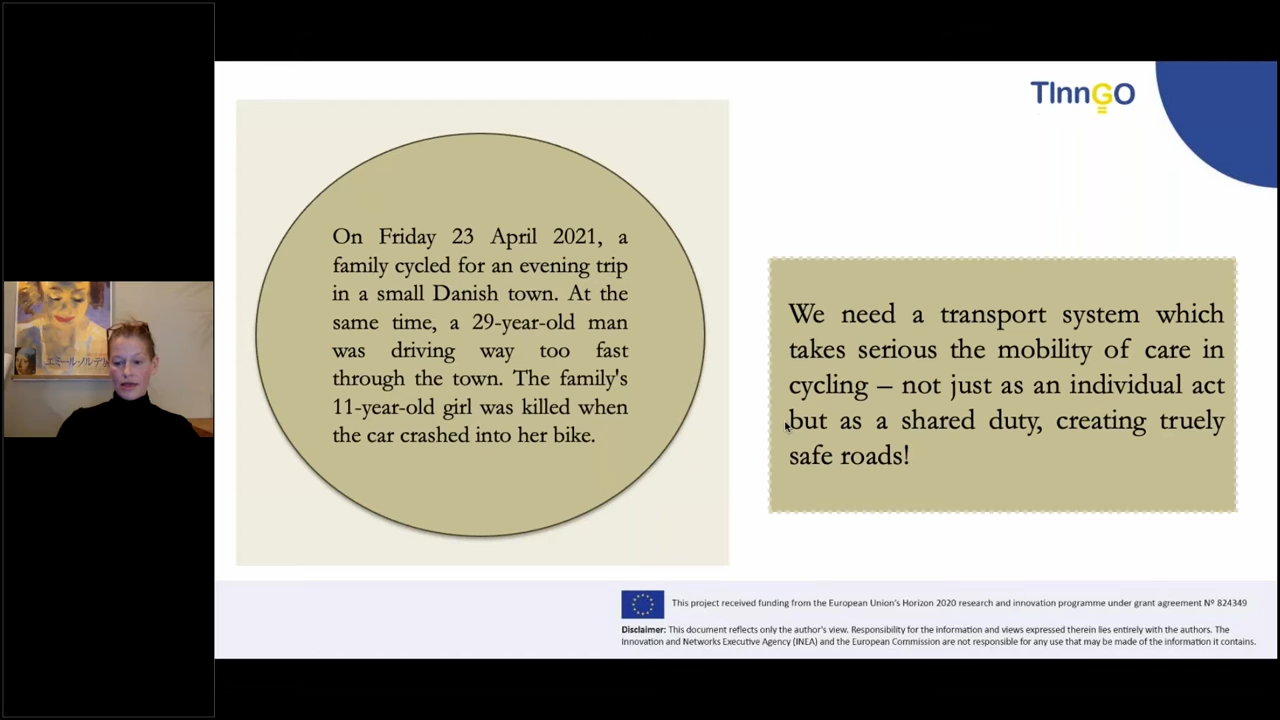 TInnGO
On Friday 23 April 2021, a
family cycled for an evening trip
in a small Danish town. At the
same time, a 29-year-old man
was driving way too fast
through the town. The family's
11-year-old girl was killed when
the car crashed into her bike.
We need a transport system which
takes serious the mobility of care in
cycling – not just as an individual act
but as a shared duty, creating truely
safe roads!
エミール・ノルデ
This project received funding from the European Union's Horizon 2020 research and innovation programme under grant agreement Nº 824349
Disclaimer: This document reflects only the author's view. Responsibility for the information and views expressed therein lies entirely with the authors. The
Innovation and Networks Executive Agency (INEA) and the European Commission are not responsible for any use that may be made of the information it contains.